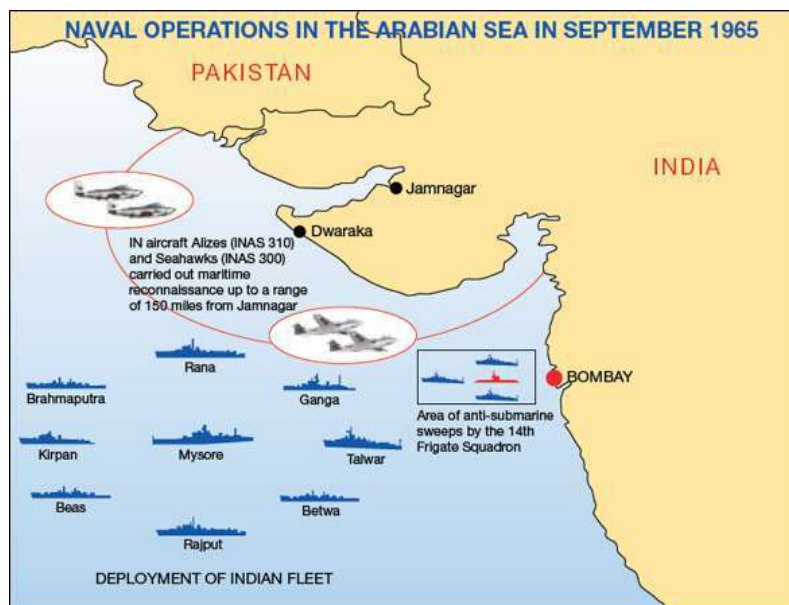 NAVAL OPERATIONS IN THE ARABIAN SEA IN SEPTEMBER 1965
PAKISTAN
INDIA
Jamnagar
Dwaraka
IN aircraft Alizes (INAS 310)
and Seahawks (INAS 300)
carried out maritime
reconnaissance up to a range
of 150 miles from Jamnagar
Rana
Brahmaputra
Ganga
BOMBAY
Area of anti-submarine
sweeps by the 14th
Frigate Squadron
Kirpan
Mysore
Talwar
Beas
Betwa
Rajput
DEPLOYMENT OF INDIAN FLEET